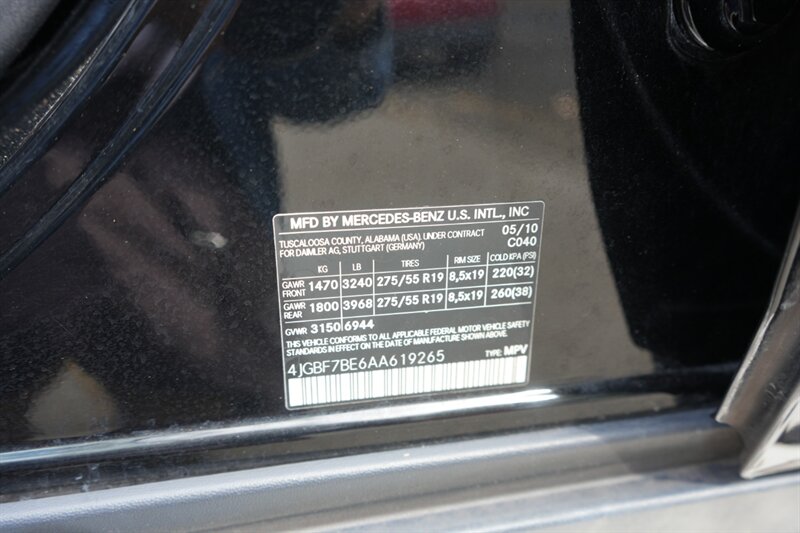 MFD BY MERCEDES-BENZ U.S. INTL., INC
TUSCALOOSA COUNTY, ALABAMA (USA). UNDER CONTRACT 05/10
FOR DAIMLER AG, STUTTGART (GERMANY) C040
KG LB TIRES RIM SIZE COLD KPA (PSI)
GAWR FRONT 1470 3240 275/55 R19 8,5x19 220(32)
GAWR REAR 1800 3968 275/55 R19 8,5x19 260(38)
GVWR 3150 6944
THIS VEHICLE CONFORMS TO ALL APPLICABLE FEDERAL MOTOR VEHICLE SAFETY
STANDARDS IN EFFECT ON THE DATE OF MANUFACTURE SHOWN ABOVE.
4JGBF7BE6AA619265 TYPE: MPV